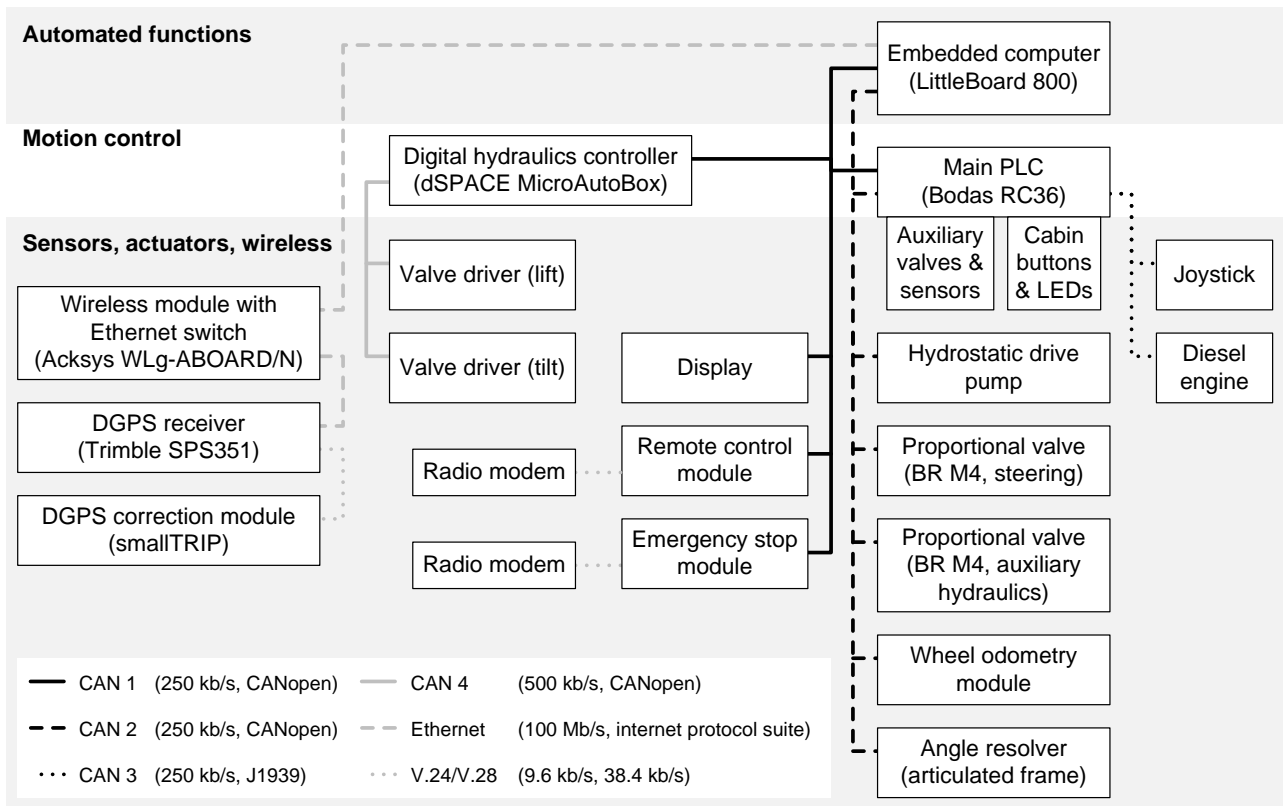 Automated functions
Embedded computer
(LittleBoard 800)
Motion control
Digital hydraulics controller
(dSPACE MicroAutoBox)
Main PLC
(Bodas RC36)
Sensors, actuators, wireless
Auxiliary
valves &
sensors
Cabin
buttons
& LEDs
Valve driver (lift)
Joystick
Wireless module with
Ethernet switch
(Acksys WLg-ABOARD/N)
Valve driver (tilt)
Display
Hydrostatic drive
pump
Diesel
engine
DGPS receiver
(Trimble SPS351)
Radio modem
Remote control
module
Proportional valve
(BR M4, steering)
DGPS correction module
(smallTRIP)
Radio modem
Emergency stop
module
Proportional valve
(BR M4, auxiliary
hydraulics)
Wheel odometry
module
Angle resolver
(articulated frame)
CAN 1 (250 kb/s, CANopen)
CAN 4 (500 kb/s, CANopen)
CAN 2 (250 kb/s, CANopen)
Ethernet (100 Mb/s, internet protocol suite)
CAN 3 (250 kb/s, J1939)
V.24/V.28 (9.6 kb/s, 38.4 kb/s)